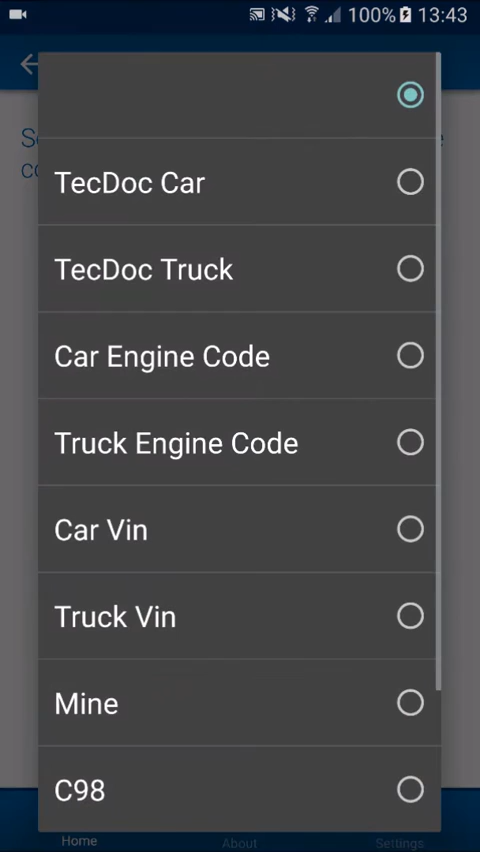 100% 13:43
TecDoc Car
TecDoc Truck
Car Engine Code
Truck Engine Code
Car Vin
Truck Vin
Mine
C98
Home About Settings